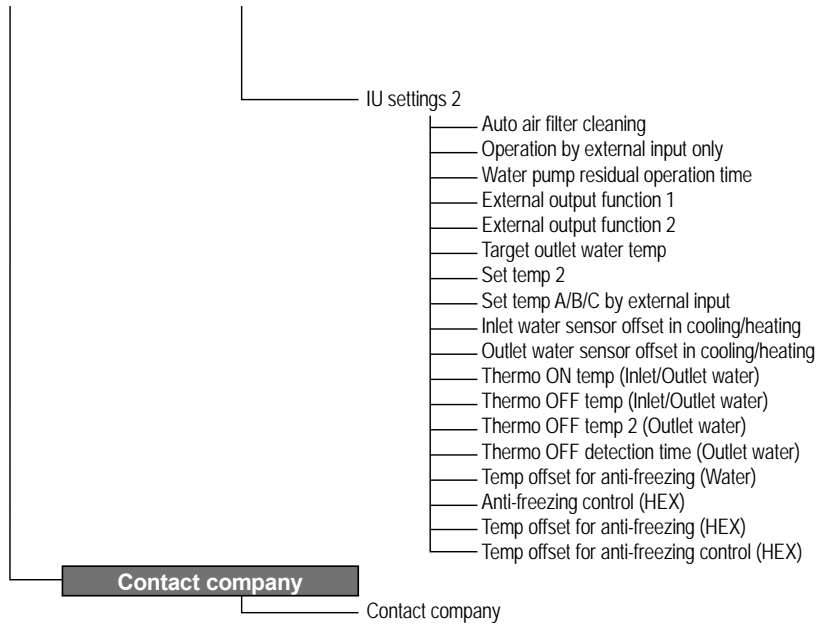 IU settings 2
Auto air filter cleaning
Operation by external input only
Water pump residual operation time
External output function 1
External output function 2
Target outlet water temp
Set temp 2
Set temp A/B/C by external input
Inlet water sensor offset in cooling/heating
Outlet water sensor offset in cooling/heating
Thermo ON temp (Inlet/Outlet water)
Thermo OFF temp (Inlet/Outlet water)
Thermo OFF temp 2 (Outlet water)
Thermo OFF detection time (Outlet water)
Temp offset for anti-freezing (Water)
Anti-freezing control (HEX)
Temp offset for anti-freezing (HEX)
Temp offset for anti-freezing control (HEX)
Contact company
Contact company